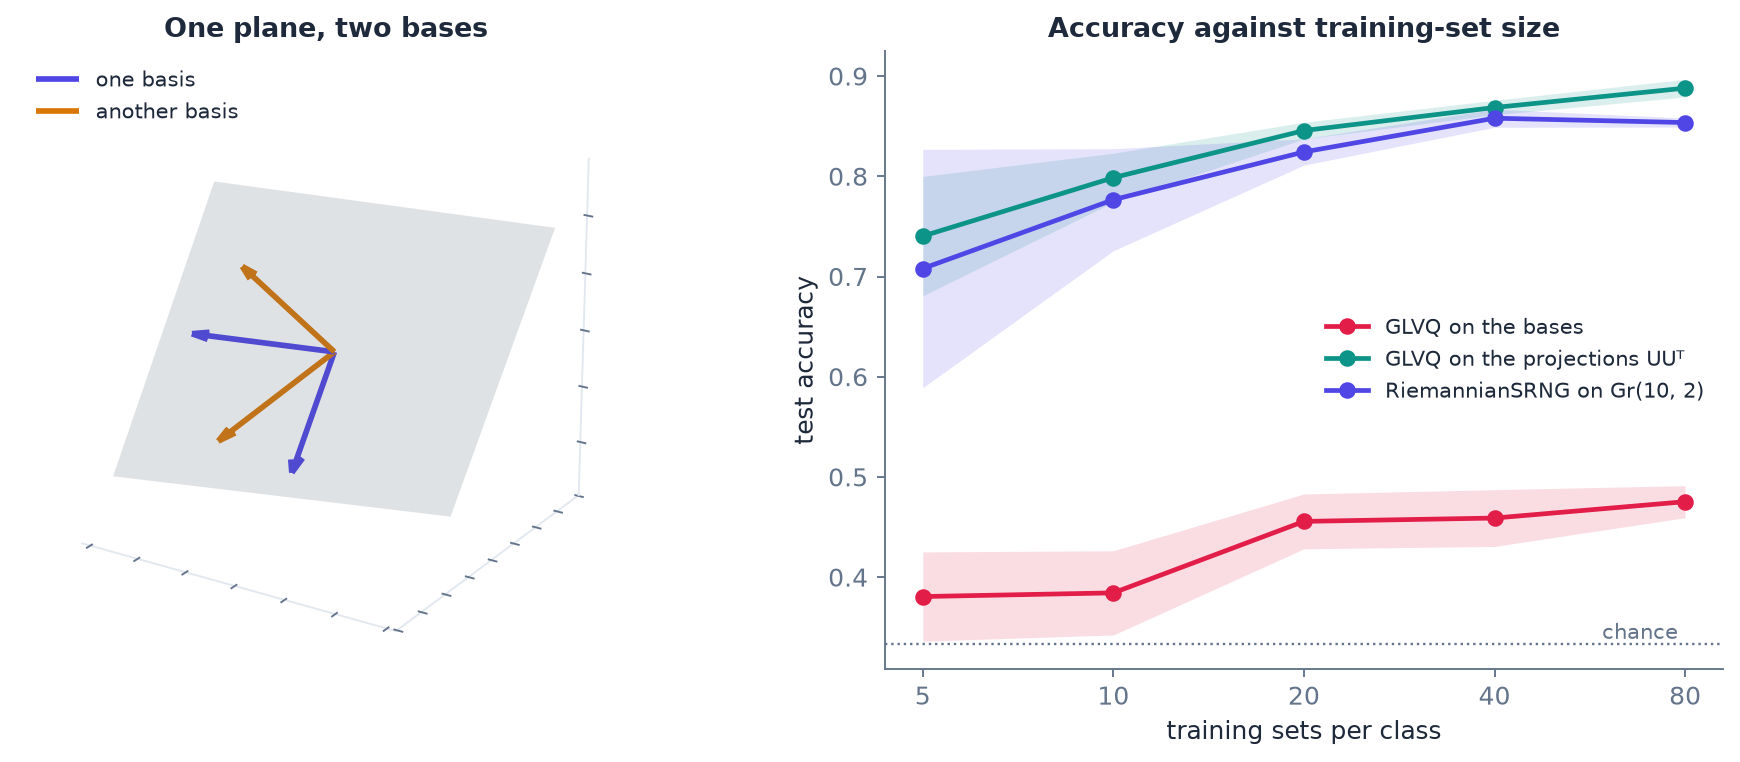 One plane, two bases
one basis
another basis
Accuracy against training-set size
0.9
0.8
0.7
0.6
0.5
0.4
test accuracy
GLVQ on the bases
GLVQ on the projections UUᵀ
RiemannianSRNG on Gr(10, 2)
chance
5 10 20 40 80
training sets per class